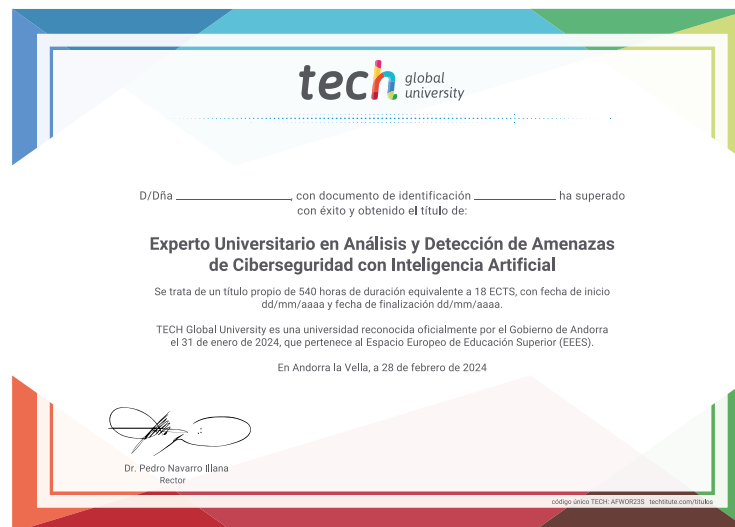 tech global university
D/Dña ______________________, con documento de identificación ________________ ha superado
con éxito y obtenido el título de:
Experto Universitario en Análisis y Detección de Amenazas
de Ciberseguridad con Inteligencia Artificial
Se trata de un título propio de 540 horas de duración equivalente a 18 ECTS, con fecha de inicio
dd/mm/aaaa y fecha de finalización dd/mm/aaaa.
TECH Global University es una universidad reconocida oficialmente por el Gobierno de Andorra
el 31 de enero de 2024, que pertenece al Espacio Europeo de Educación Superior (EEES).
En Andorra la Vella, a 28 de febrero de 2024
Dr. Pedro Navarro Illana
Rector
código único TECH: AFWOR23S techtitute.com/titulos